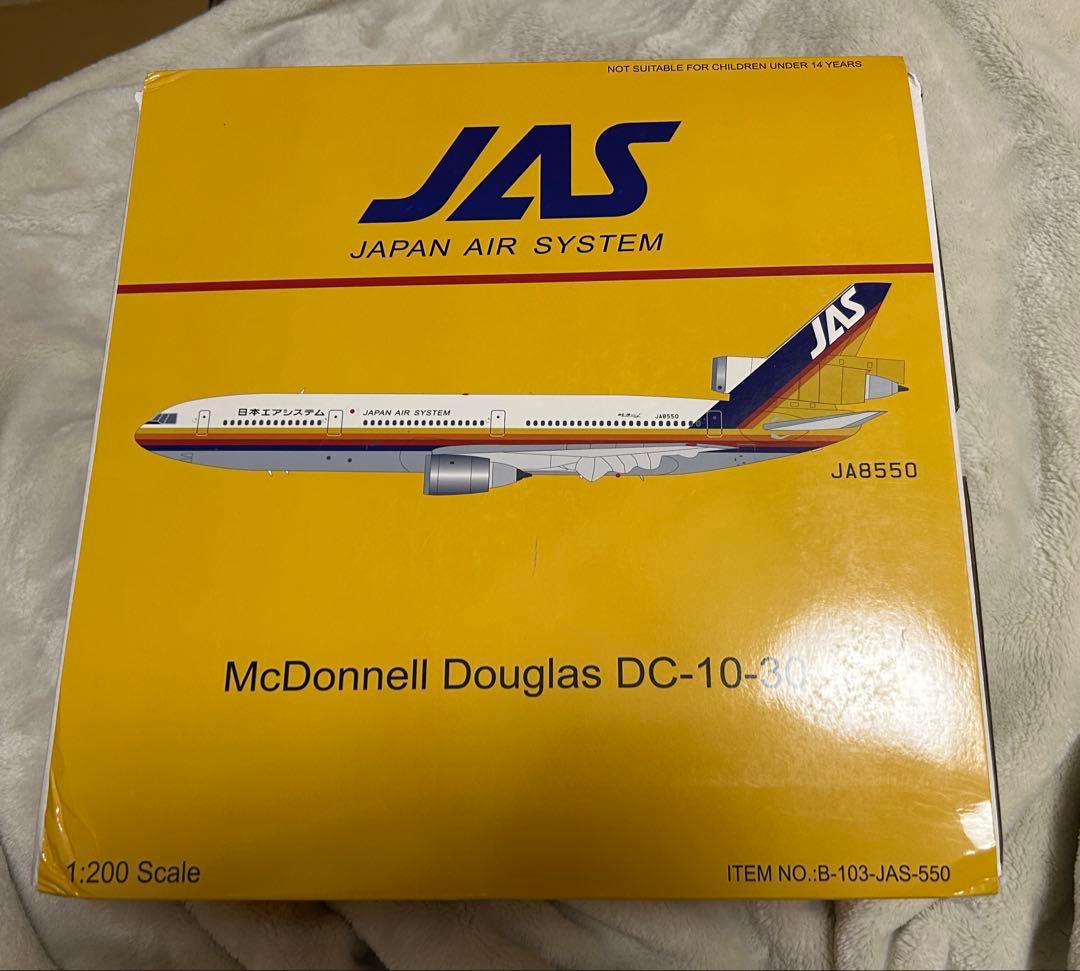 NOT SUITABLE FOR CHILDREN UNDER 14 YEARS
JAS
JAPAN AIR SYSTEM
JAS
日本エアシステム JAPAN AIR SYSTEM
JA8550
JA8550
McDonnell Douglas DC-10-30
1:200 Scale
ITEM NO.:B-103-JAS-550